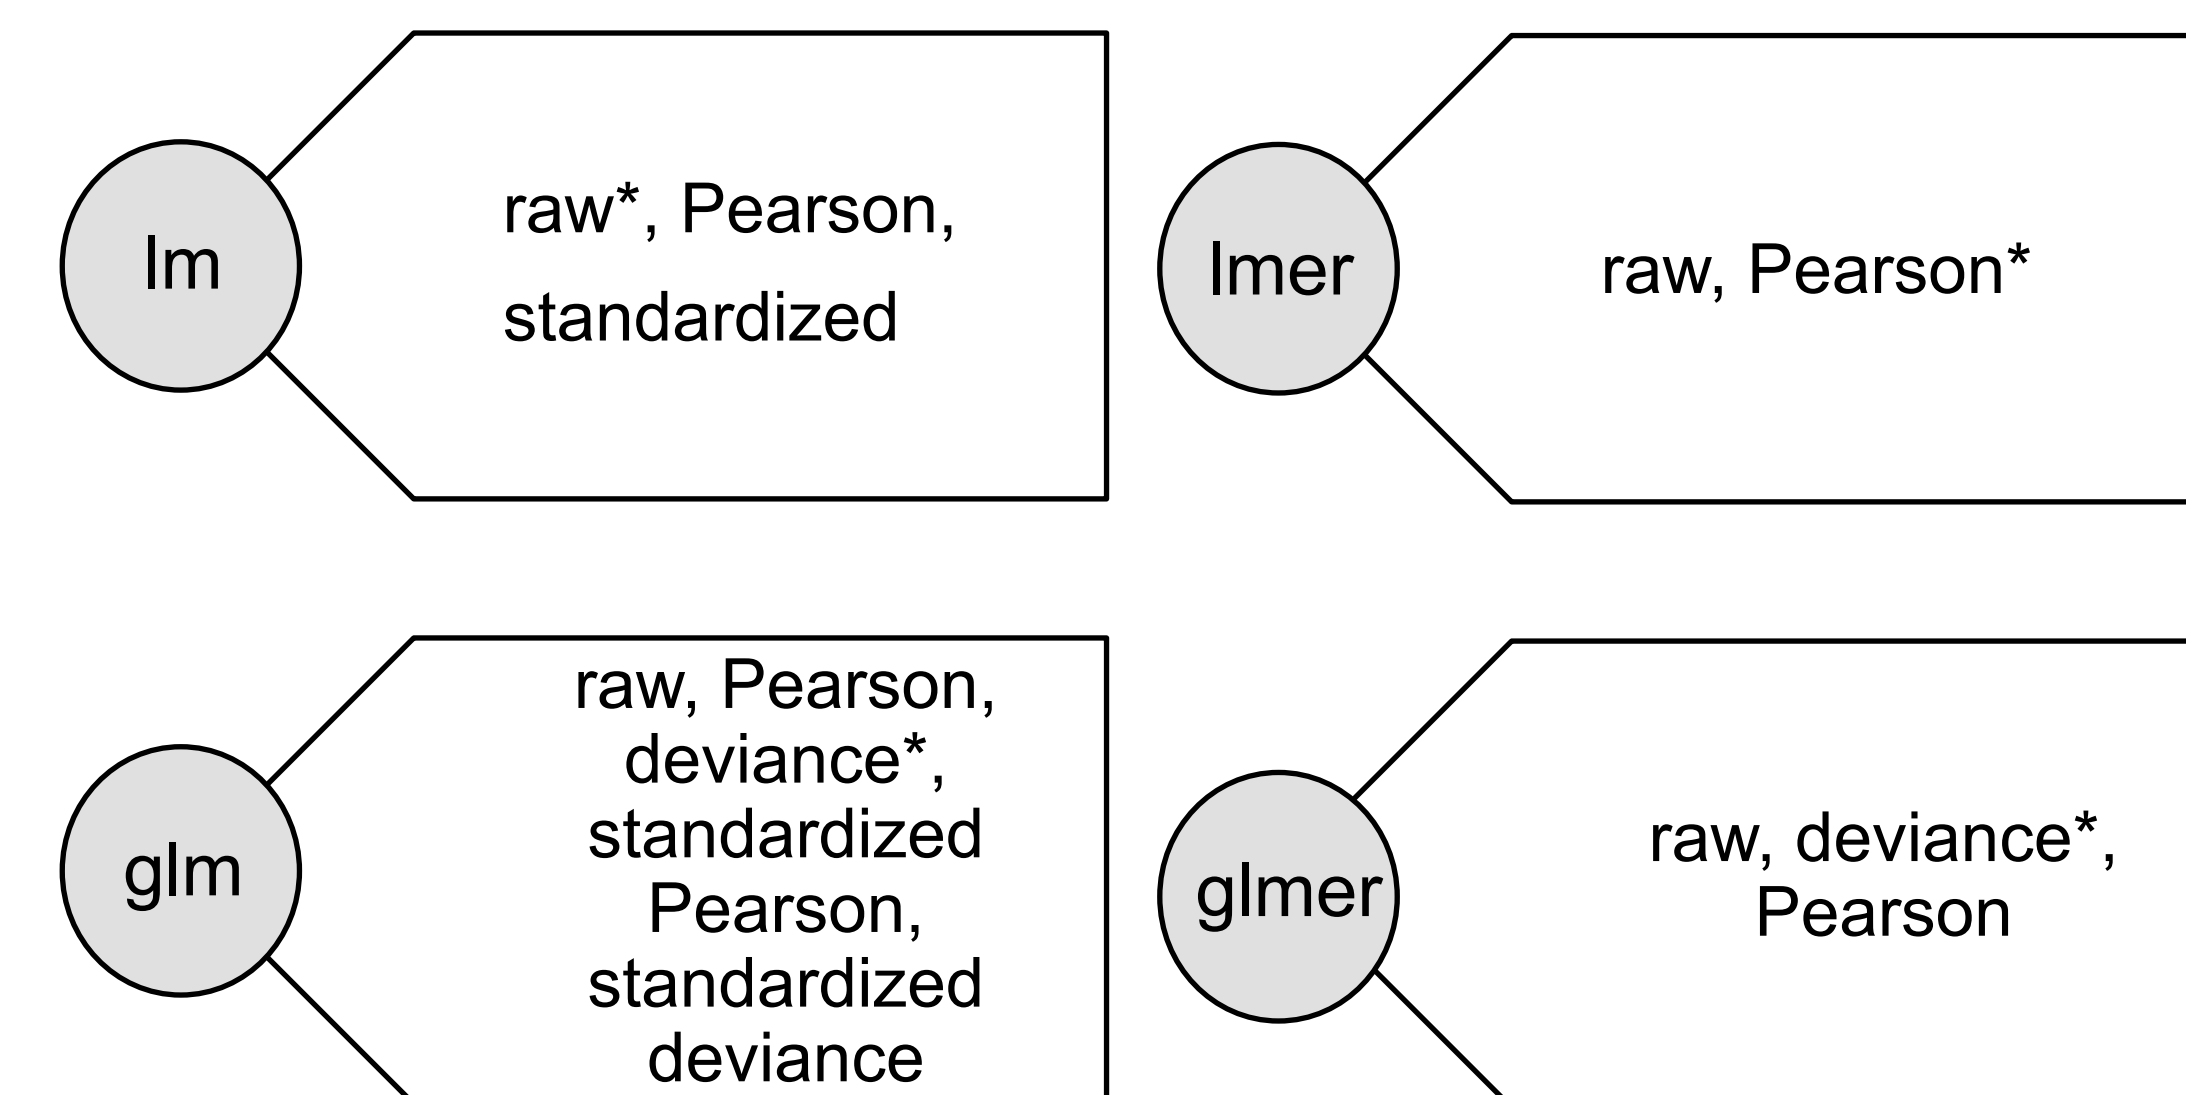 lm
raw*, Pearson,
standardized
lmer
raw, Pearson*
glm
raw, Pearson,
deviance*,
standardized
Pearson,
standardized
deviance
glmer
raw, deviance*,
Pearson